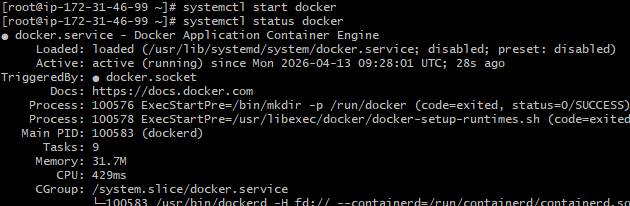 [root@ip-172-31-46-99 /]# systemctl start docker
[root@ip-172-31-46-99 /]# systemctl status docker
● docker.service - Docker Application Container Engine
     Loaded: loaded (/usr/lib/systemd/system/docker.service; disabled; preset: disabled)
     Active: active (running) since Mon 2026-04-13 09:28:01 UTC; 28s ago
TriggeredBy: ● docker.socket
       Docs: https://docs.docker.com
    Process: 100576 ExecStartPre=/bin/mkdir -p /run/docker (code=exited, status=0/SUCCESS)
    Process: 100578 ExecStartPre=/usr/libexec/docker/docker-setup-runtimes.sh (code=exited
   Main PID: 100583 (dockerd)
      Tasks: 9
     Memory: 31.7M
        CPU: 429ms
     CGroup: /system.slice/docker.service
             └─100583 /usr/bin/dockerd -H fd:// --containerd=/run/containerd/containerd.so